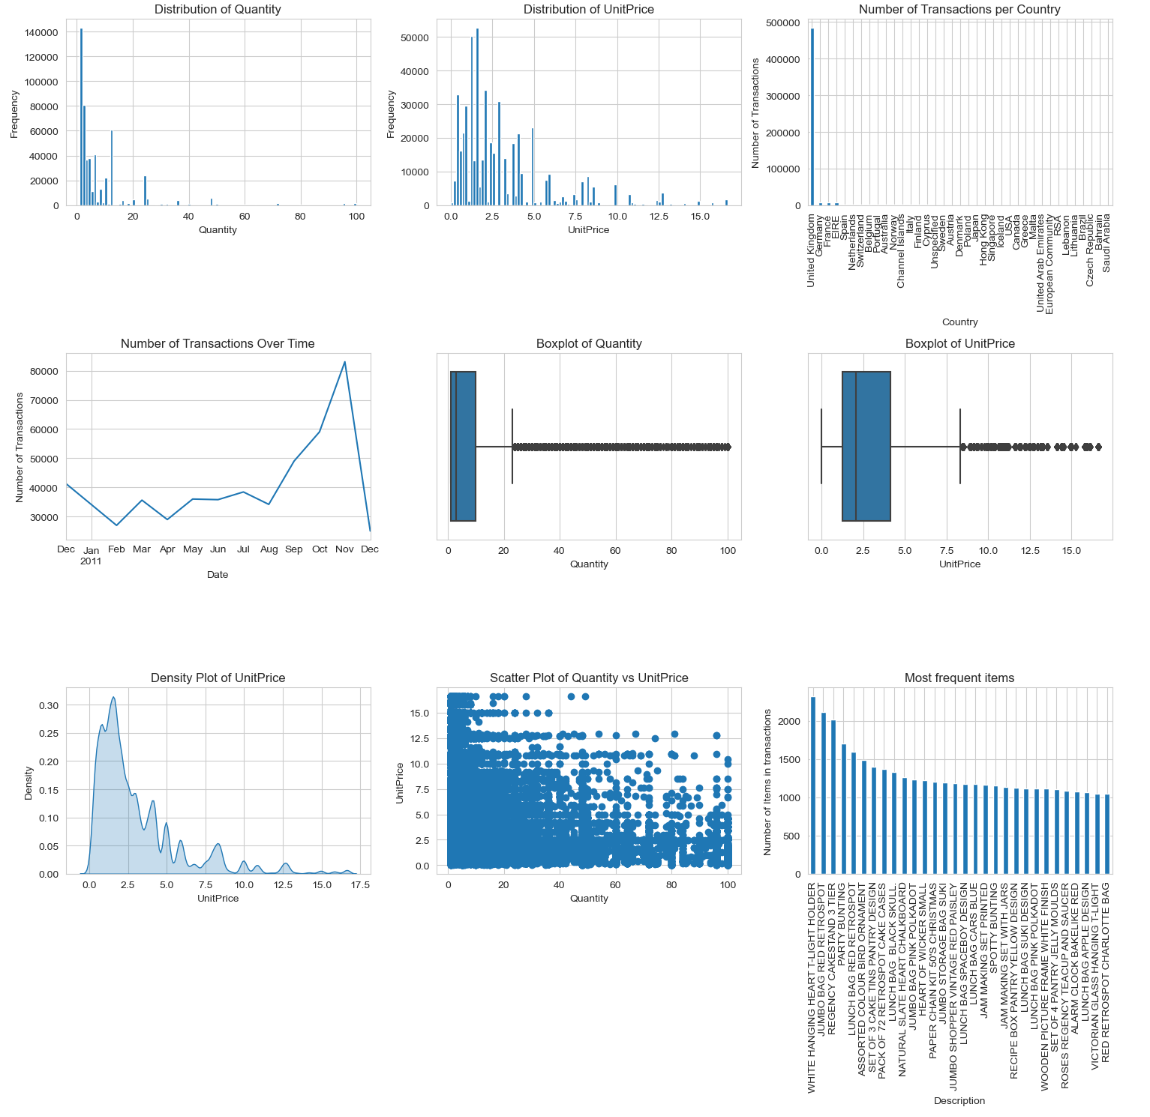 Distribution of Quantity
Frequency
140000
120000
100000
80000
60000
40000
20000
0
0 20 40 60 80 100
Quantity
Distribution of UnitPrice
Frequency
50000
40000
30000
20000
10000
0
0.0 2.5 5.0 7.5 10.0 12.5 15.0
UnitPrice
Number of Transactions per Country
Number of Transactions
500000
400000
300000
200000
100000
0
United Kingdom
Germany
France
EIRE
Spain
Netherlands
Switzerland
Belgium
Portugal
Australia
Norway
Channel Islands
Italy
Finland
Cyprus
Unspecified
Sweden
Austria
Denmark
Poland
Japan
Hong Kong
Singapore
Iceland
USA
Canada
Greece
Malta
United Arab Emirates
European Community
RSA
Lebanon
Lithuania
Brazil
Czech Republic
Bahrain
Saudi Arabia
Country
Number of Transactions Over Time
Number of Transactions
80000
70000
60000
50000
40000
30000
Dec Jan Feb Mar Apr May Jun Jul Aug Sep Oct Nov Dec
2011
Date
Boxplot of Quantity
0 20 40 60 80 100
Quantity
Boxplot of UnitPrice
0.0 2.5 5.0 7.5 10.0 12.5 15.0
UnitPrice
Density Plot of UnitPrice
Density
0.30
0.25
0.20
0.15
0.10
0.05
0.00
0.0 2.5 5.0 7.5 10.0 12.5 15.0 17.5
UnitPrice
Scatter Plot of Quantity vs UnitPrice
UnitPrice
15.0
12.5
10.0
7.5
5.0
2.5
0.0
0 20 40 60 80 100
Quantity
Most frequent items
Number of items in transactions
2000
1500
1000
500
0
WHITE HANGING HEART T-LIGHT HOLDER
JUMBO BAG RED RETROSPOT
REGENCY CAKESTAND 3 TIER
PARTY BUNTING
LUNCH BAG RED RETROSPOT
ASSORTED COLOUR BIRD ORNAMENT
SET OF 3 CAKE TINS PANTRY DESIGN
PACK OF 72 RETROSPOT CAKE CASES
LUNCH BAG  BLACK SKULL.
NATURAL SLATE HEART CHALKBOARD
JUMBO BAG PINK POLKADOT
HEART OF WICKER SMALL
PAPER CHAIN KIT 50'S CHRISTMAS
JUMBO STORAGE BAG SUKI
JUMBO SHOPPER VINTAGE RED PAISLEY
LUNCH BAG SPACEBOY DESIGN
LUNCH BAG CARS BLUE
JAM MAKING SET PRINTED
SPOTTY BUNTING
JAM MAKING SET WITH JARS
RECIPE BOX PANTRY YELLOW DESIGN
LUNCH BAG SUKI DESIGN
LUNCH BAG PINK POLKADOT
WOODEN PICTURE FRAME WHITE FINISH
SET OF 4 PANTRY JELLY MOULDS
ROSES REGENCY TEACUP AND SAUCER
ALARM CLOCK BAKELIKE RED
LUNCH BAG APPLE DESIGN
VICTORIAN GLASS HANGING T-LIGHT
RED RETROSPOT CHARLOTTE BAG
Description